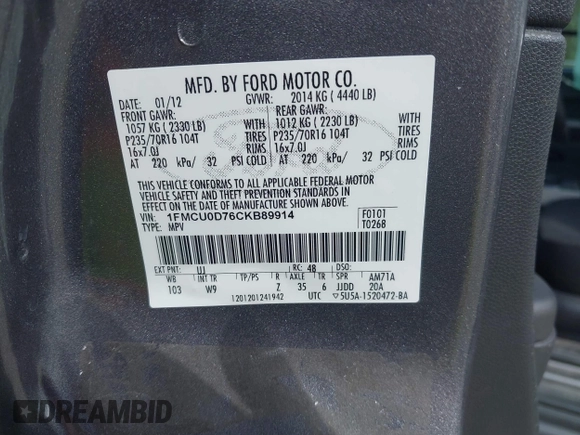 MFD. BY FORD MOTOR CO.
DATE: 01/12 GVWR: 2014 KG ( 4440 LB)
FRONT GAWR: REAR GAWR:
1057 KG ( 2330 LB) WITH 1012 KG ( 2230 LB) WITH
P235/70R16 104T TIRES P235/70R16 104T TIRES
16x7.0J RIMS 16x7.0J RIMS
AT 220 kPa/ 32 PSI COLD AT 220 kPa/ 32 PSI COLD
THIS VEHICLE CONFORMS TO ALL APPLICABLE FEDERAL MOTOR
VEHICLE SAFETY AND BUMPER AND THEFT PREVENTION STANDARDS
IN EFFECT ON THE DATE OF MANUFACTURE SHOWN ABOVE.
VIN: 1FMCU0D76CKB89914 F0101
TYPE: MPV T0268
EXT PNT: UJ RC: 48 DSO:
WB INT TR TP/PS R AXLE TR SPR AM71A
103 W9 Z 35 6 JJDD 20A
1201201241942 UTC ▽5U5A-1520472-BA
DREAMBID